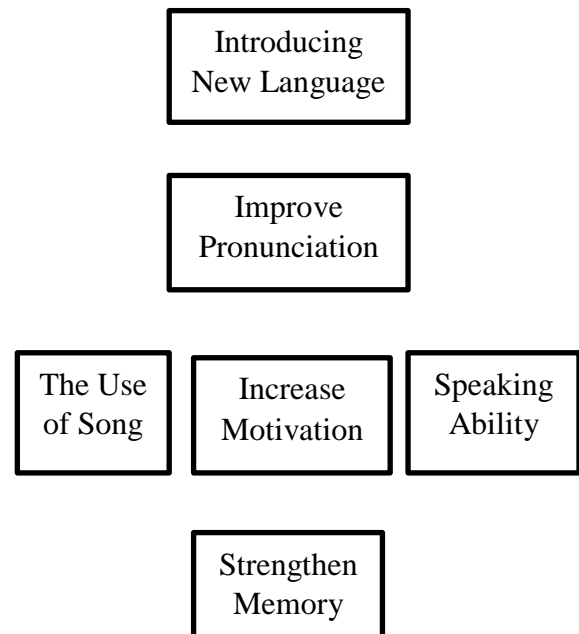 Introducing
New Language
Improve
Pronunciation
The Use
of Song
Increase
Motivation
Speaking
Ability
Strengthen
Memory